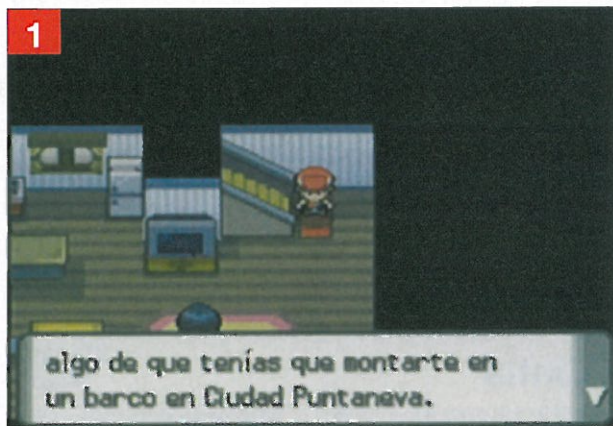 1
algo de que tenías que montarte en
un barco en Ciudad Puntaneva.